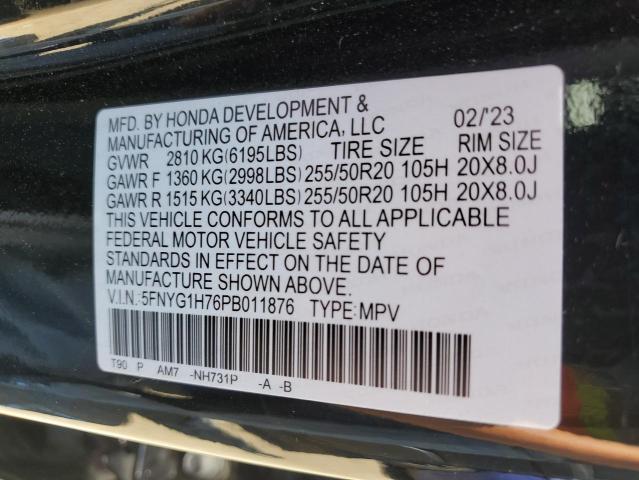 MFD. BY HONDA DEVELOPMENT & 02/'23
MANUFACTURING OF AMERICA, LLC
GVWR 2810 KG(6195LBS) TIRE SIZE RIM SIZE
GAWR F 1360 KG(2998LBS) 255/50R20 105H 20X8.0J
GAWR R 1515 KG(3340LBS) 255/50R20 105H 20X8.0J
THIS VEHICLE CONFORMS TO ALL APPLICABLE
FEDERAL MOTOR VEHICLE SAFETY
STANDARDS IN EFFECT ON THE DATE OF
MANUFACTURE SHOWN ABOVE.
V.I.N.:5FNYG1H76PB011876 TYPE:MPV
T90 P AM7 -NH731P -A -B